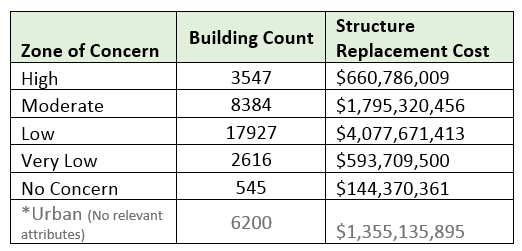 Zone of Concern Building Count Structure Replacement Cost
High 3547 $660,786,009
Moderate 8384 $1,795,320,456
Low 17927 $4,077,671,413
Very Low 2616 $593,709,500
No Concern 545 $144,370,361
*Urban (No relevant attributes) 6200 $1,355,135,895